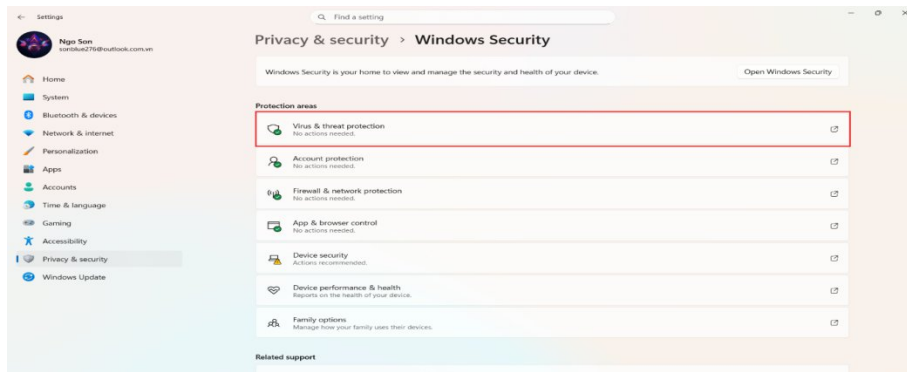 Settings
Find a setting
Ngo Son
sonblue276@outlook.com.vn
Home
System
Bluetooth & devices
Network & internet
Personalization
Apps
Accounts
Time & language
Gaming
Accessibility
Privacy & security
Windows Update
Privacy & security > Windows Security
Windows Security is your home to view and manage the security and health of your device.
Open Windows Security
Protection areas
Virus & threat protection
No actions needed.
Account protection
No actions needed.
Firewall & network protection
No actions needed.
App & browser control
No actions needed.
Device security
Actions recommended.
Device performance & health
Reports on the health of your device.
Family options
Manage how your family uses their devices.
Related support